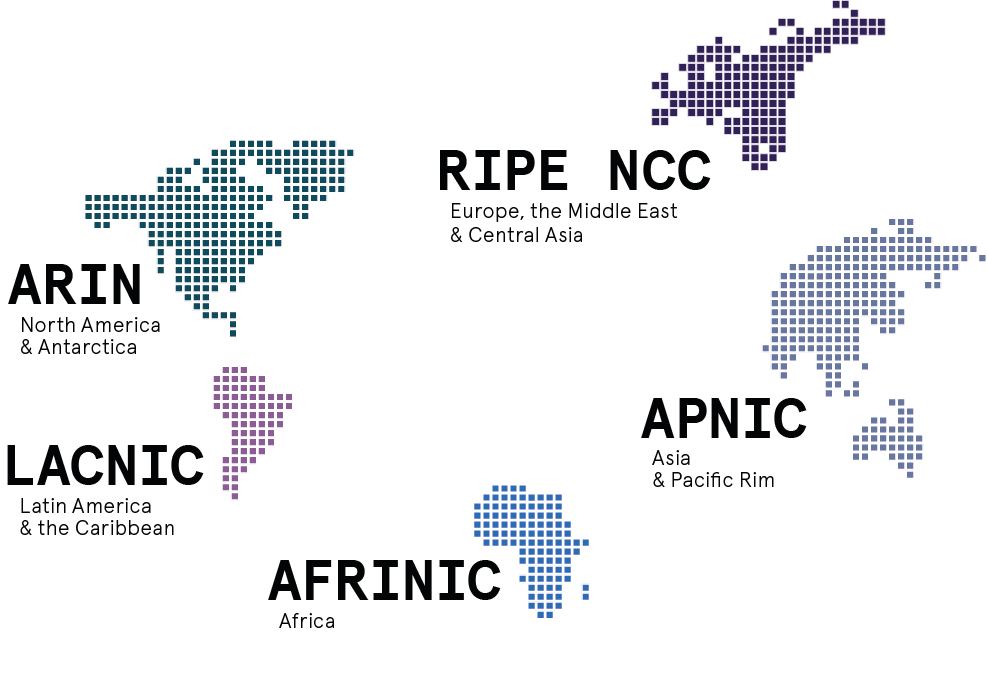 RIPE NCC
Europe, the Middle East
& Central Asia
ARIN
North America
& Antarctica
APNIC
Asia
& Pacific Rim
LACNIC
Latin America
& the Caribbean
AFRINIC
Africa